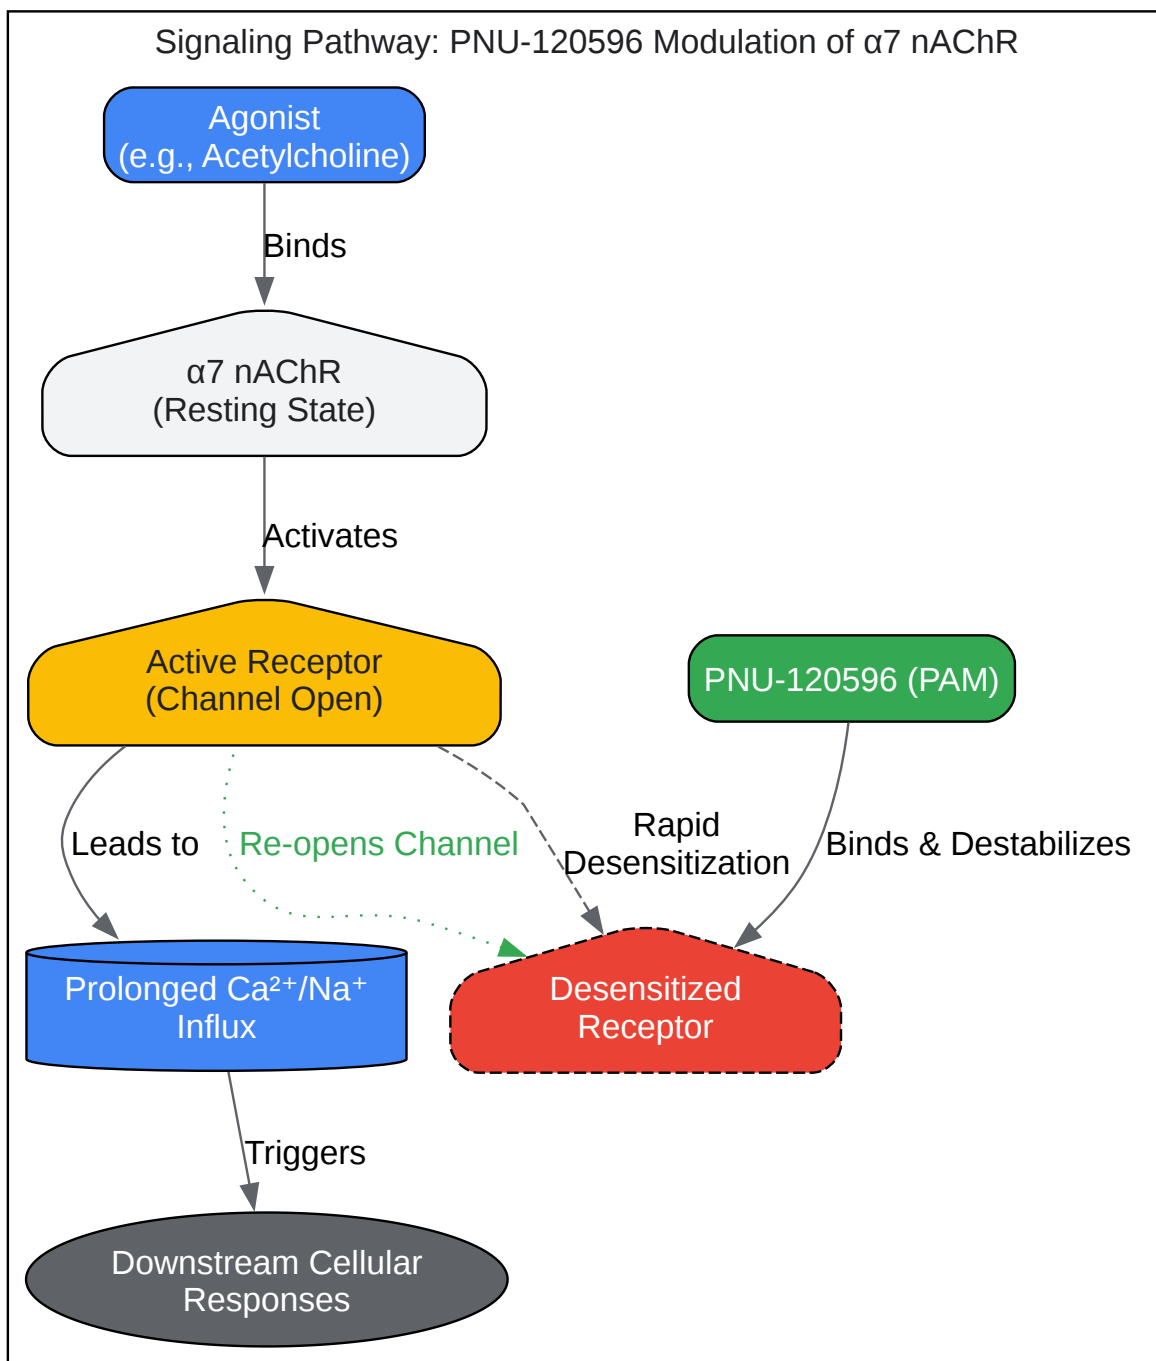 Signaling Pathway: PNU-120596 Modulation of α7 nAChR
Agonist
(e.g., Acetylcholine)
Binds
α7 nAChR
(Resting State)
Activates
Active Receptor
(Channel Open)
PNU-120596 (PAM)
Leads to
Re-opens Channel
Rapid
Desensitization
Binds & Destabilizes
Prolonged Ca²⁺/Na⁺
Influx
Desensitized
Receptor
Triggers
Downstream Cellular
Responses